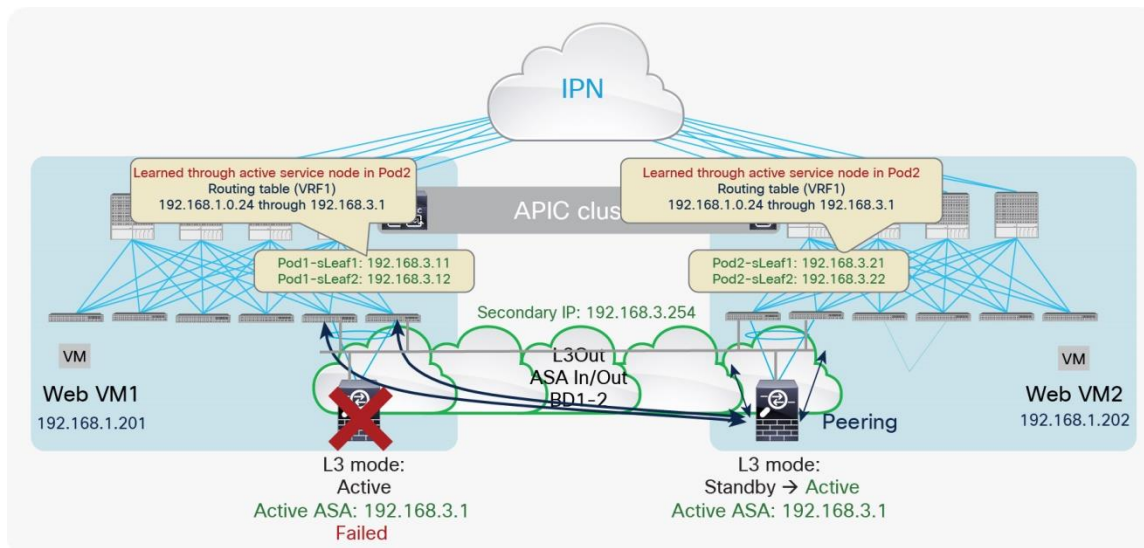 IPN
Learned through active service node in Pod2
Routing table (VRF1)
192.168.1.0.24 through 192.168.3.1
Learned through active service node in Pod2
Routing table (VRF1)
192.168.1.0.24 through 192.168.3.1
APIC clus
Pod1-sLeaf1: 192.168.3.11
Pod1-sLeaf2: 192.168.3.12
Pod2-sLeaf1: 192.168.3.21
Pod2-sLeaf2: 192.168.3.22
Secondary IP: 192.168.3.254
VM
Web VM1
192.168.1.201
L3Out
ASA In/Out
BD1-2
Peering
VM
Web VM2
192.168.1.202
L3 mode:
Active
Active ASA: 192.168.3.1
Failed
L3 mode:
Standby → Active
Active ASA: 192.168.3.1